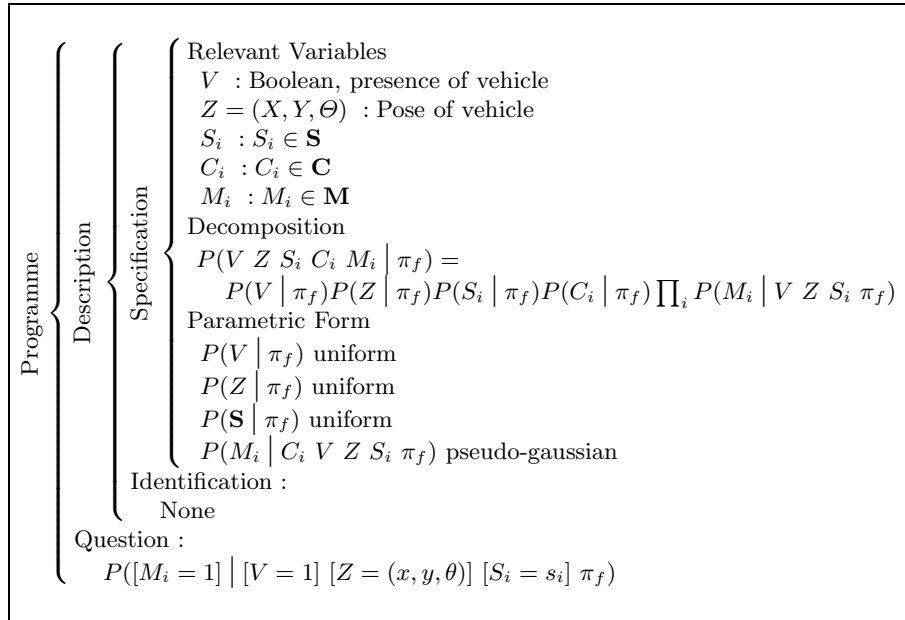 Programme
Description
Specification
Relevant Variables
V : Boolean, presence of vehicle
Z = (X, Y, Θ) : Pose of vehicle
S_i : S_i ∈ **S**
C_i : C_i ∈ **C**
M_i : M_i ∈ **M**
Decomposition
P(V Z S_i C_i M_i | π_f) =
P(V | π_f)P(Z | π_f)P(S_i | π_f)P(C_i | π_f) ∏_i P(M_i | V Z S_i π_f)
Parametric Form
P(V | π_f) uniform
P(Z | π_f) uniform
P(**S** | π_f) uniform
P(M_i | C_i V Z S_i π_f) pseudo-gaussian
Identification :
None
Question :
P([M_i = 1] | [V = 1] [Z = (x, y, θ)] [S_i = s_i] π_f)